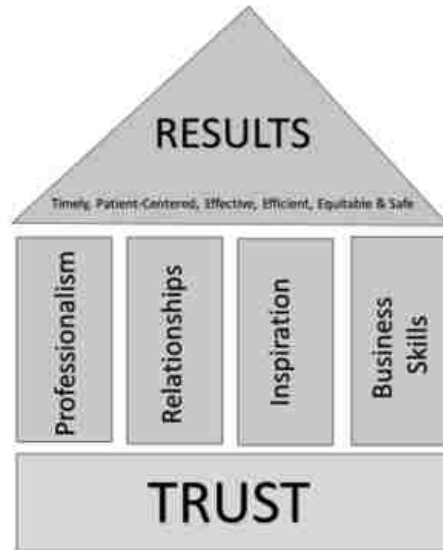 RESULTS
Timely, Patient-Centered, Effective, Efficient, Equitable & Safe
Professionalism
Relationships
Inspiration
Business
Skills
TRUST